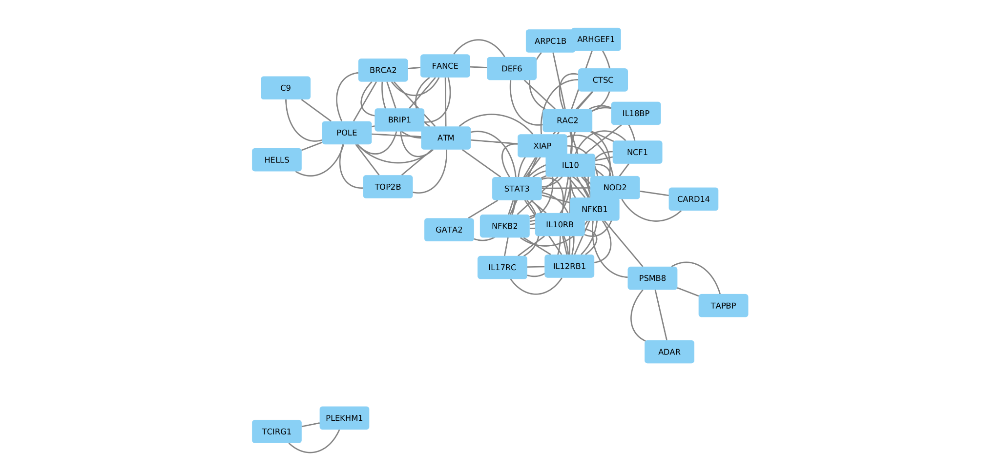 ARPC1B
ARHGEF1
BRCA2
FANCE
DEF6
C9
CTSC
BRIP1
RAC2
IL18BP
POLE
ATM
XIAP
NCF1
HELLS
IL10
TOP2B
STAT3
NOD2
CARD14
NFKB1
GATA2
NFKB2
IL10RB
IL17RC
IL12RB1
PSMB8
TAPBP
ADAR
PLEKHM1
TCIRG1